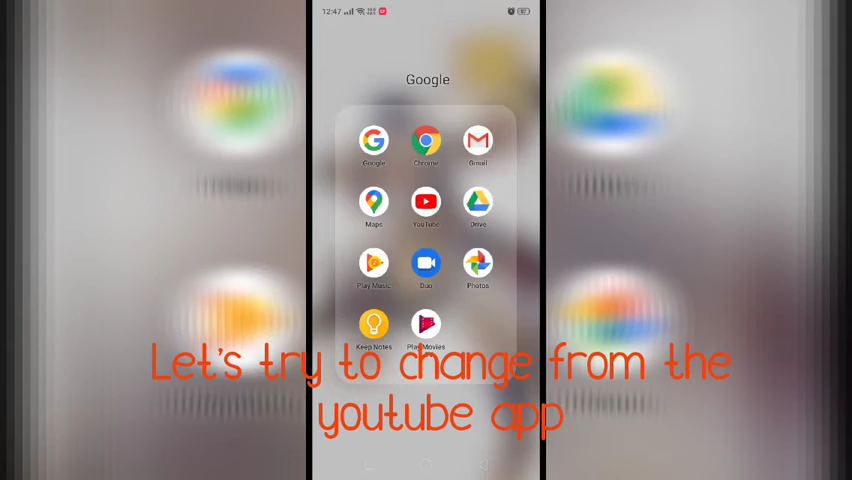 12:47
87
Google
Google
Chrome
Gmail
Maps
YouTube
Drive
Play Music
Duo
Photos
Keep Notes
Play Movies
Let's try to change from the
youtube app